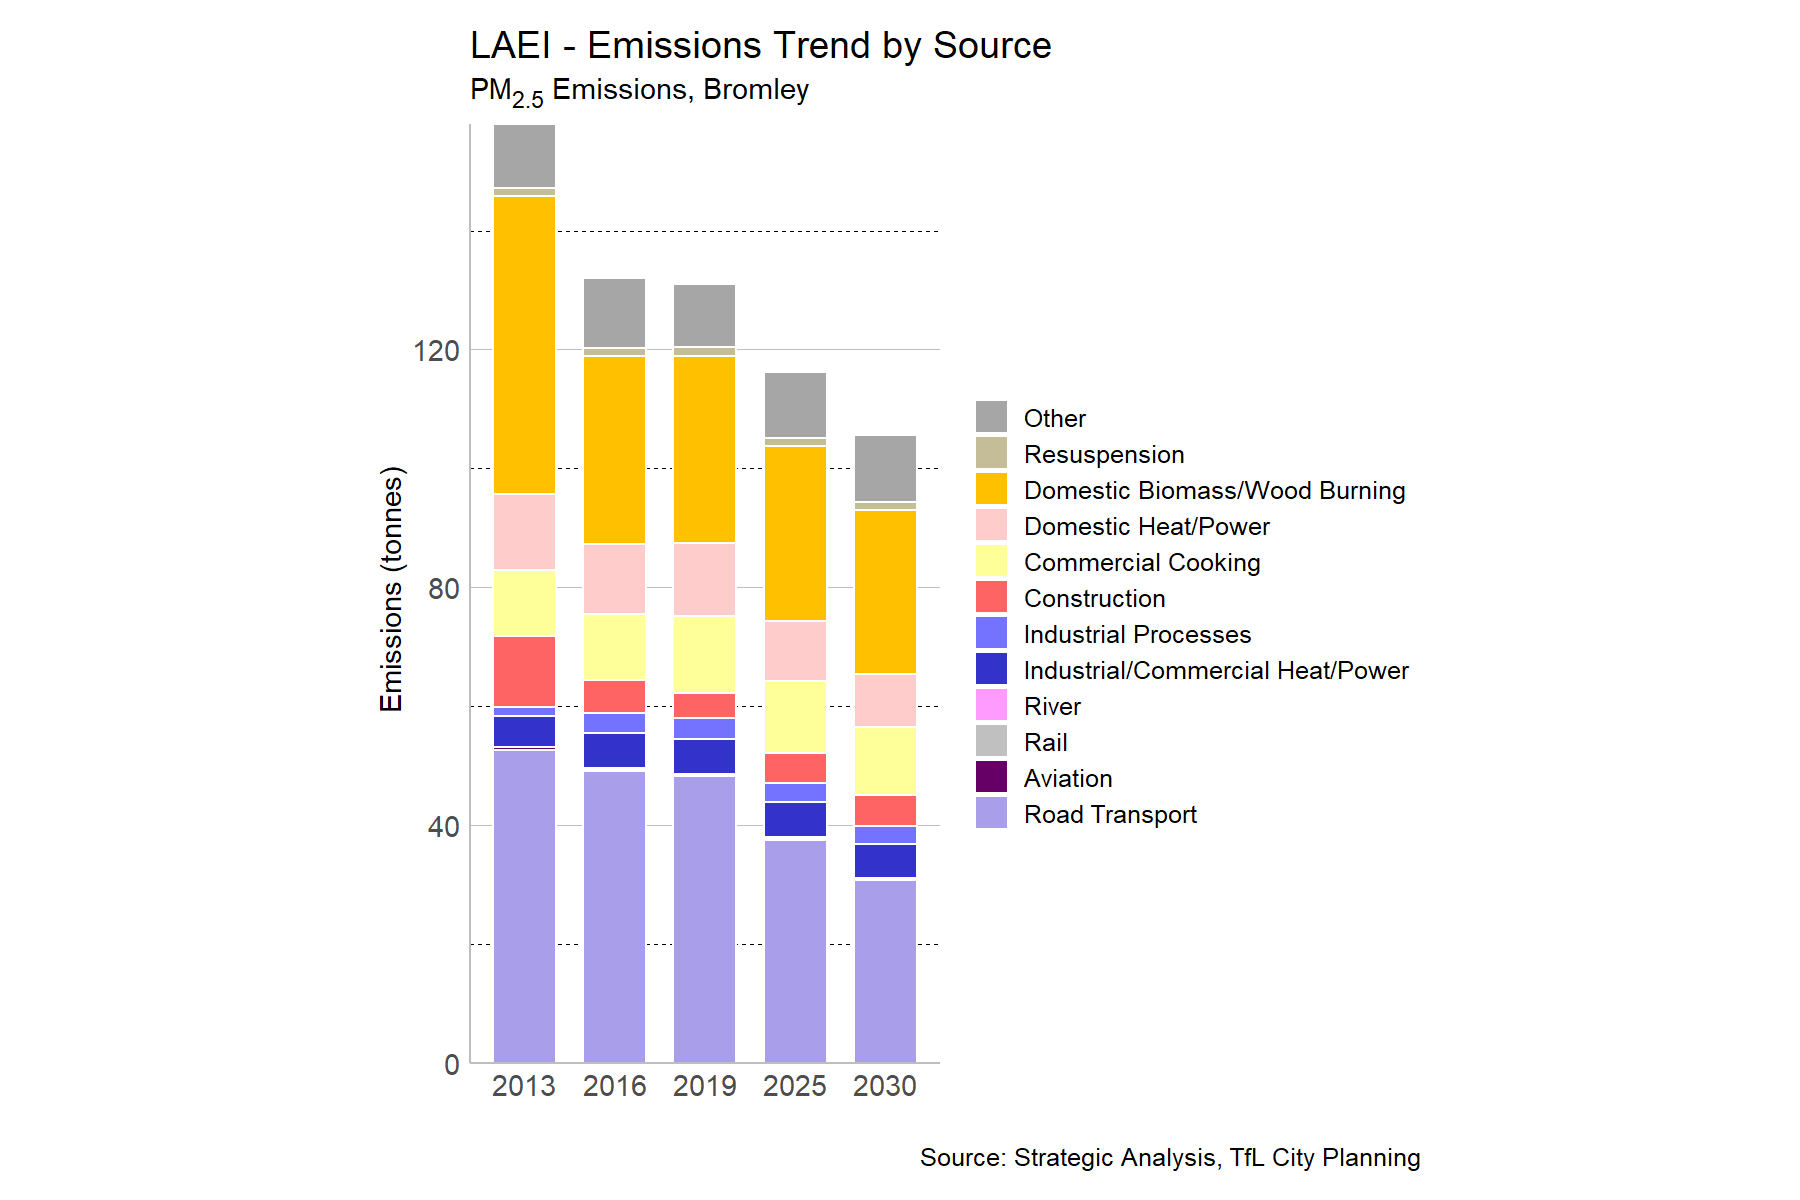 LAEI - Emissions Trend by Source
PM2.5 Emissions, Bromley
Emissions (tonnes)
120
80
40
0
2013 2016 2019 2025 2030
Other
Resuspension
Domestic Biomass/Wood Burning
Domestic Heat/Power
Commercial Cooking
Construction
Industrial Processes
Industrial/Commercial Heat/Power
River
Rail
Aviation
Road Transport
Source: Strategic Analysis, TfL City Planning